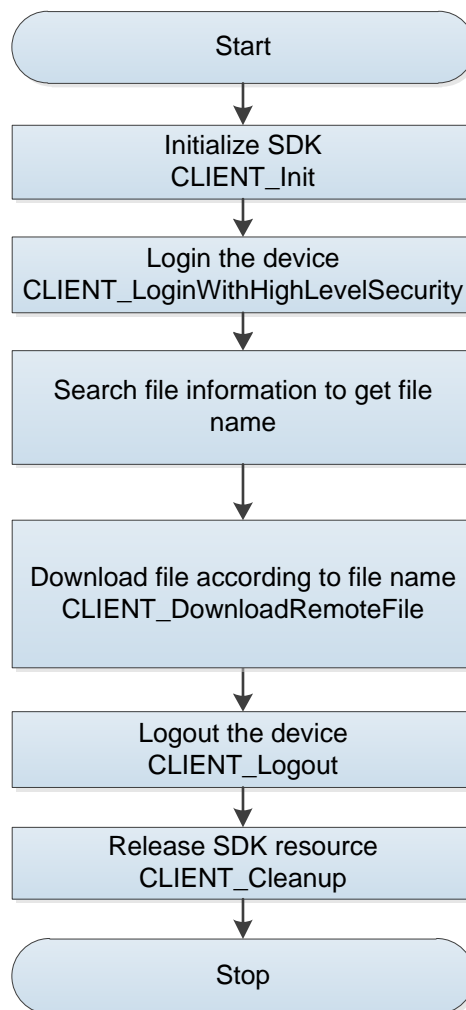 Start
Initialize SDK
CLIENT_Init
Login the device
CLIENT_LoginWithHighLevelSecurity
Search file information to get file
name
Download file according to file name
CLIENT_DownloadRemoteFile
Logout the device
CLIENT_Logout
Release SDK resource
CLIENT_Cleanup
Stop